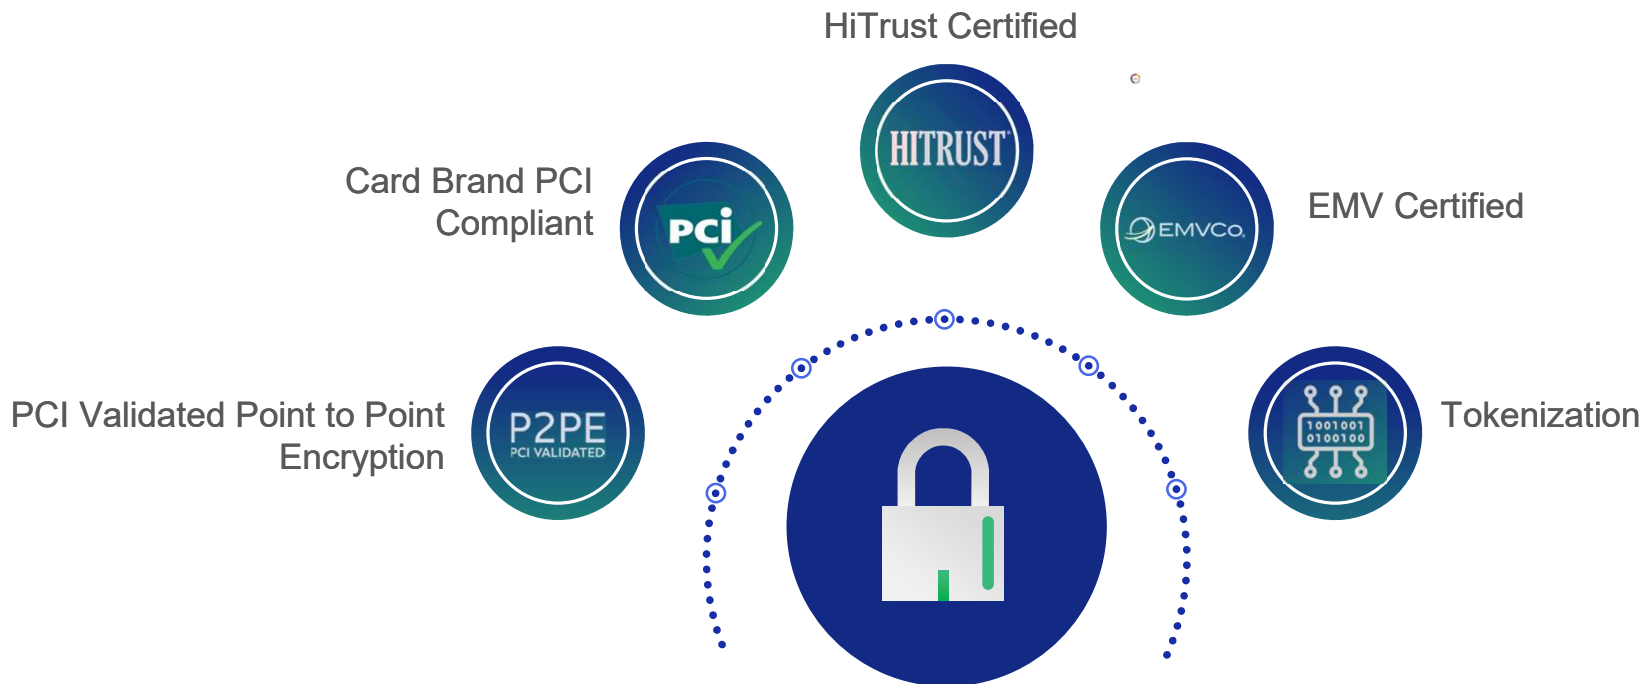 HiTrust Certified
HITRUST
Card Brand PCI
Compliant
PCi
EMVCo
EMV Certified
PCI Validated Point to Point
Encryption
P2PE
PCI VALIDATED
1001001
0100100
Tokenization